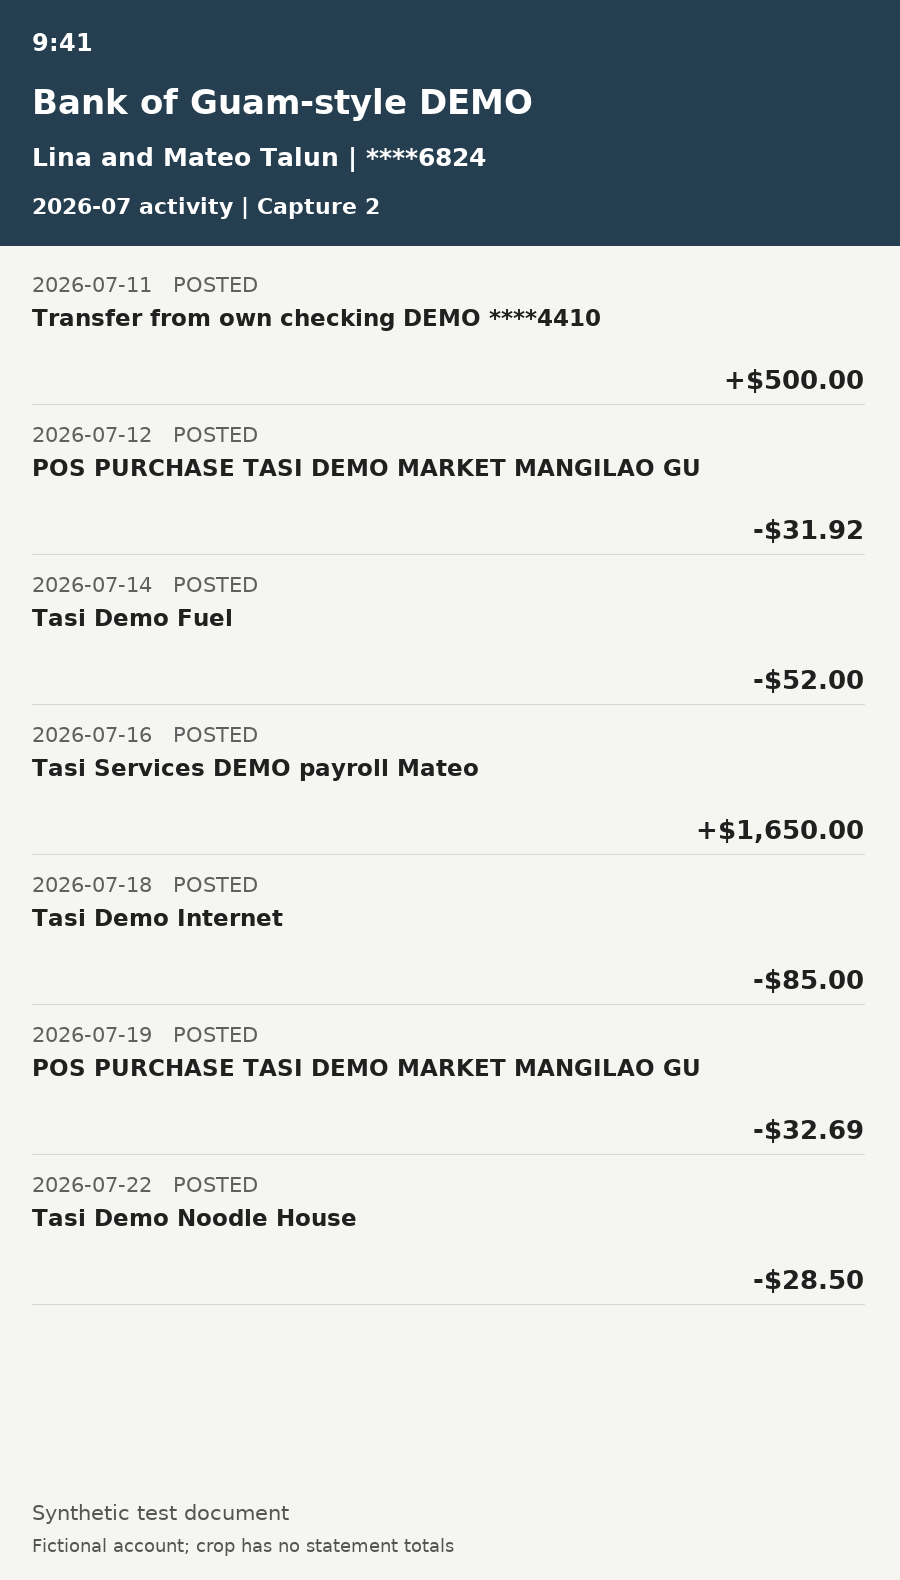 9:41
Bank of Guam-style DEMO
Lina and Mateo Talun | ****6824
2026-07 activity | Capture 2
2026-07-11 POSTED
Transfer from own checking DEMO ****4410
+$500.00
2026-07-12 POSTED
POS PURCHASE TASI DEMO MARKET MANGILAO GU
-$31.92
2026-07-14 POSTED
Tasi Demo Fuel
-$52.00
2026-07-16 POSTED
Tasi Services DEMO payroll Mateo
+$1,650.00
2026-07-18 POSTED
Tasi Demo Internet
-$85.00
2026-07-19 POSTED
POS PURCHASE TASI DEMO MARKET MANGILAO GU
-$32.69
2026-07-22 POSTED
Tasi Demo Noodle House
-$28.50
Synthetic test document
Fictional account; crop has no statement totals